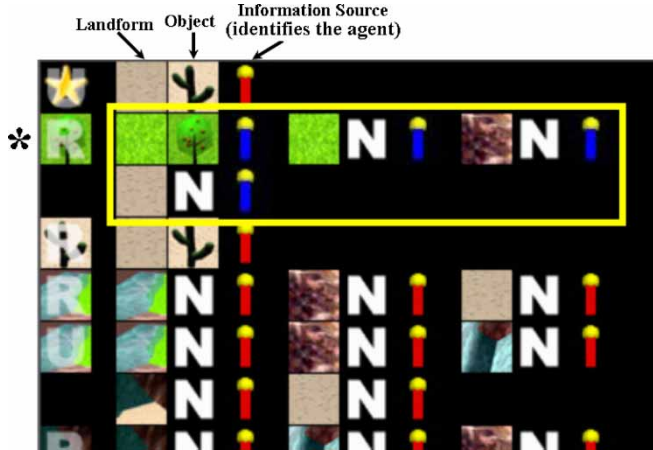 Landform Object Information Source
(identifies the agent)
U
* R N N
N
R
R N N N
U N N N
N N
R N N N